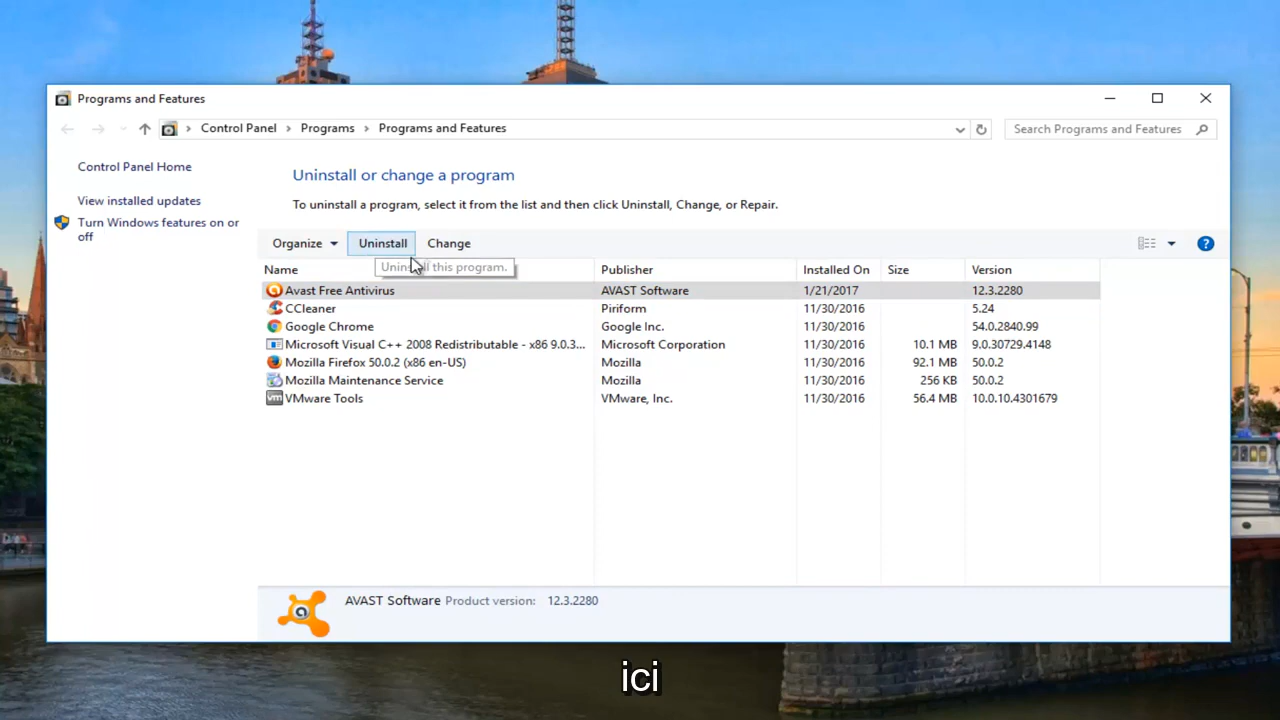 Programs and Features
Control Panel > Programs > Programs and Features
Search Programs and Features
Control Panel Home
View installed updates
Turn Windows features on or
off
Uninstall or change a program
To uninstall a program, select it from the list and then click Uninstall, Change, or Repair.
Organize Uninstall Change
Name Publisher Installed On Size Version
Avast Free Antivirus AVAST Software 1/21/2017 12.3.2280
CCleaner Piriform 11/30/2016 5.24
Google Chrome Google Inc. 11/30/2016 54.0.2840.99
Microsoft Visual C++ 2008 Redistributable - x86 9.0.3... Microsoft Corporation 11/30/2016 10.1 MB 9.0.30729.4148
Mozilla Firefox 50.0.2 (x86 en-US) Mozilla 11/30/2016 92.1 MB 50.0.2
Mozilla Maintenance Service Mozilla 11/30/2016 256 KB 50.0.2
VMware Tools VMware, Inc. 11/30/2016 56.4 MB 10.0.10.4301679
AVAST Software Product version: 12.3.2280
ici